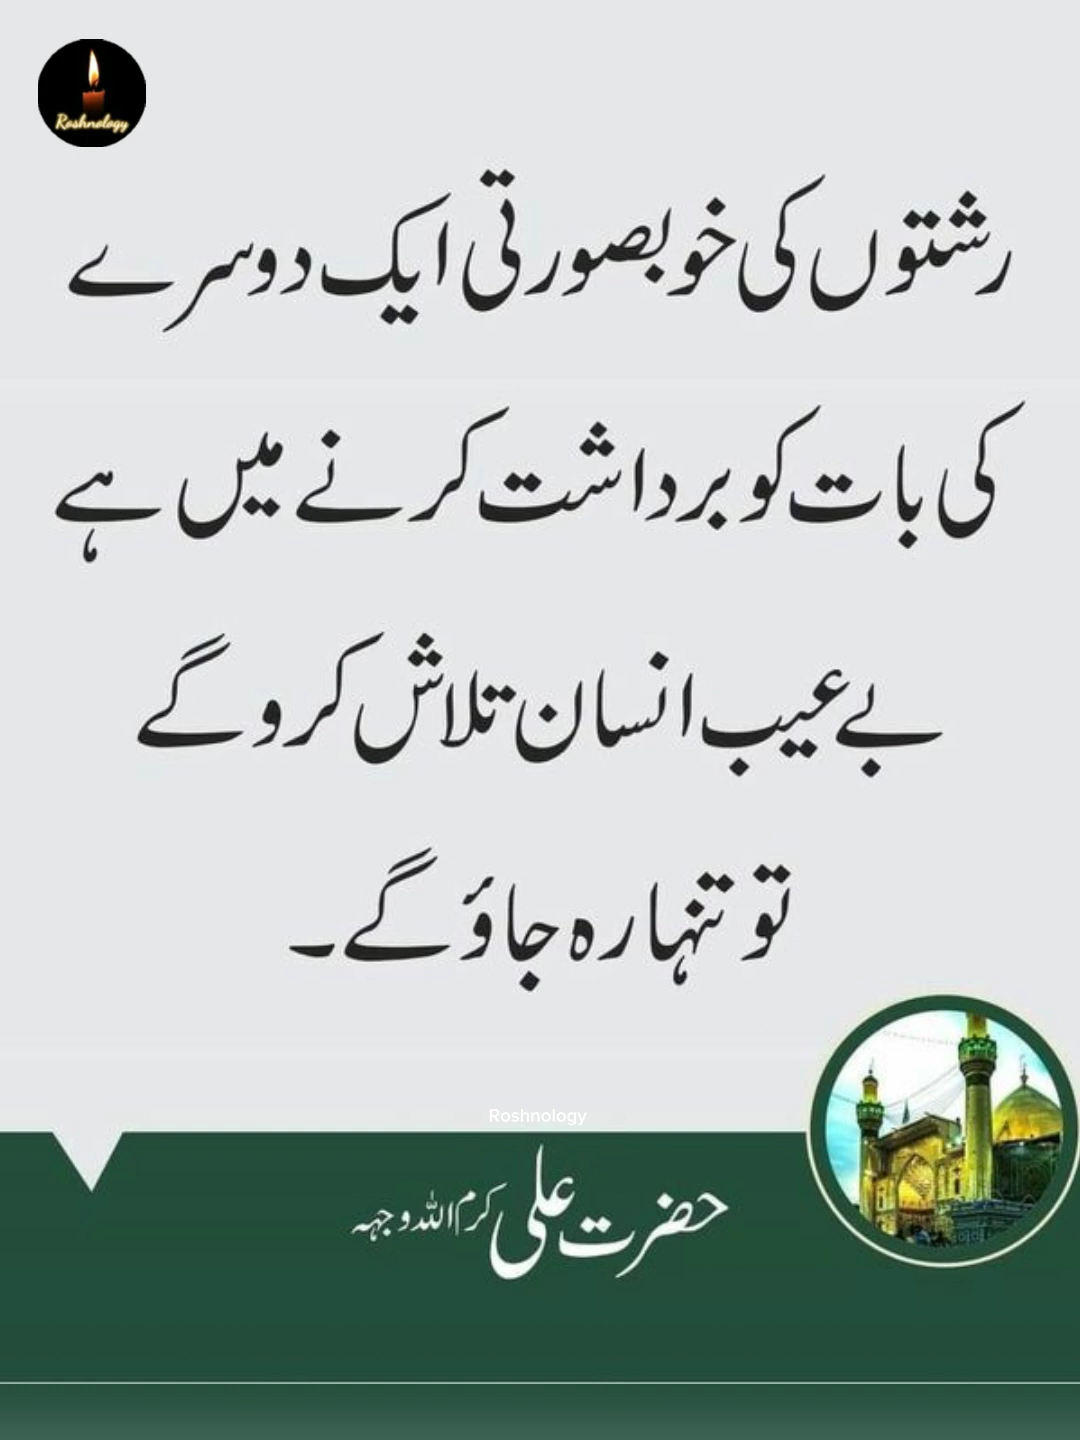 Roshnology
رشتوں کی خوبصورتی ایک دوسرے
کی بات کو برداشت کرنے میں ہے
بے عیب انسان تلاش کرو گے
تو تنہا رہ جاؤ گے۔
Roshnology
حضرت علی کرم اللہ وجہہ